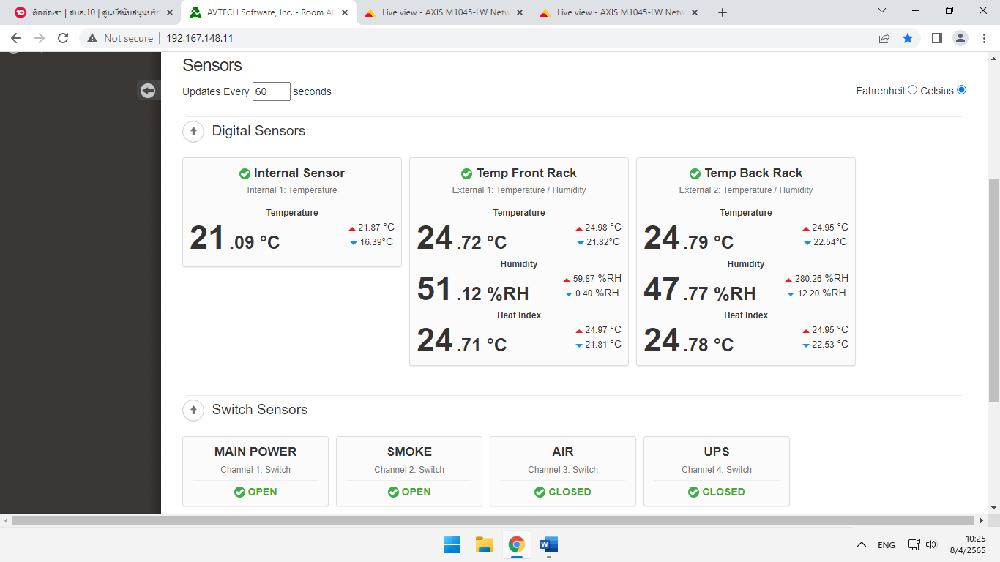 ติดต่อเรา | ศบส.10 | ศูนย์สนับสนุนบริก
AVTECH Software, Inc. - Room Al
Live view - AXIS M1045-LW Netw
Live view - AXIS M1045-LW Netw
Not secure
192.167.148.11
Sensors
Updates Every 60 seconds
Fahrenheit Celsius
Digital Sensors
Internal Sensor
Internal 1: Temperature
Temperature
21.09 °C
21.87 °C
16.39°C
Temp Front Rack
External 1: Temperature / Humidity
Temperature
24.72 °C
24.98 °C
21.82°C
Humidity
51.12 %RH
59.87 %RH
0.40 %RH
Heat Index
24.71 °C
24.97 °C
21.81 °C
Temp Back Rack
External 2: Temperature / Humidity
Temperature
24.79 °C
24.95 °C
22.54°C
Humidity
47.77 %RH
280.26 %RH
12.20 %RH
Heat Index
24.78 °C
24.95 °C
22.53 °C
Switch Sensors
MAIN POWER
Channel 1: Switch
OPEN
SMOKE
Channel 2: Switch
OPEN
AIR
Channel 3: Switch
CLOSED
UPS
Channel 4: Switch
CLOSED
ENG
10:25
8/4/2565